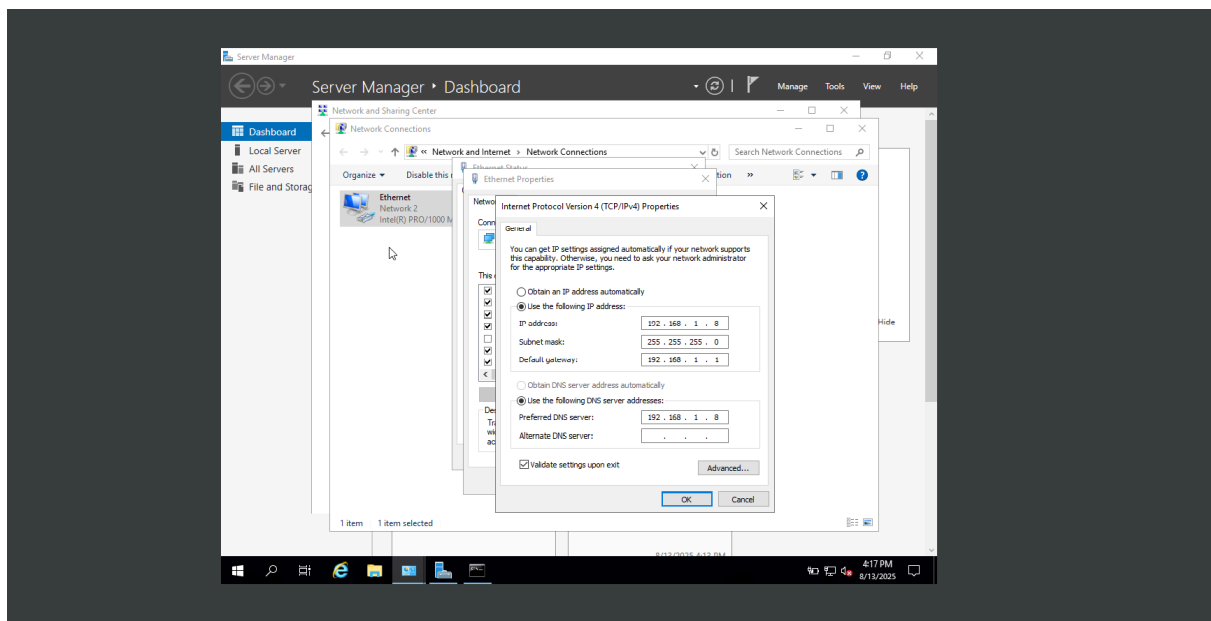 Server Manager
Server Manager ‣ Dashboard
Manage Tools View Help
Network and Sharing Center
Dashboard
Network Connections
Local Server
« Network and Internet › Network Connections
Search Network Connections
All Servers
Organize Disable this
Ethernet Status
»
File and Storag
Ethernet Properties
Ethernet
Network 2
Intel(R) PRO/1000 M
Internet Protocol Version 4 (TCP/IPv4) Properties
General
You can get IP settings assigned automatically if your network supports
this capability. Otherwise, you need to ask your network administrator
for the appropriate IP settings.
This
Obtain an IP address automatically
Use the following IP address:
IP address: 192 . 168 . 1 . 8
Hide
Subnet mask: 255 . 255 . 255 . 0
Default gateway: 192 . 168 . 1 . 1
Obtain DNS server address automatically
Use the following DNS server addresses:
Preferred DNS server: 192 . 168 . 1 . 8
Alternate DNS server: . . .
Validate settings upon exit
Advanced...
OK Cancel
1 item 1 item selected
8/13/2025 4:13 PM
4:17 PM
8/13/2025